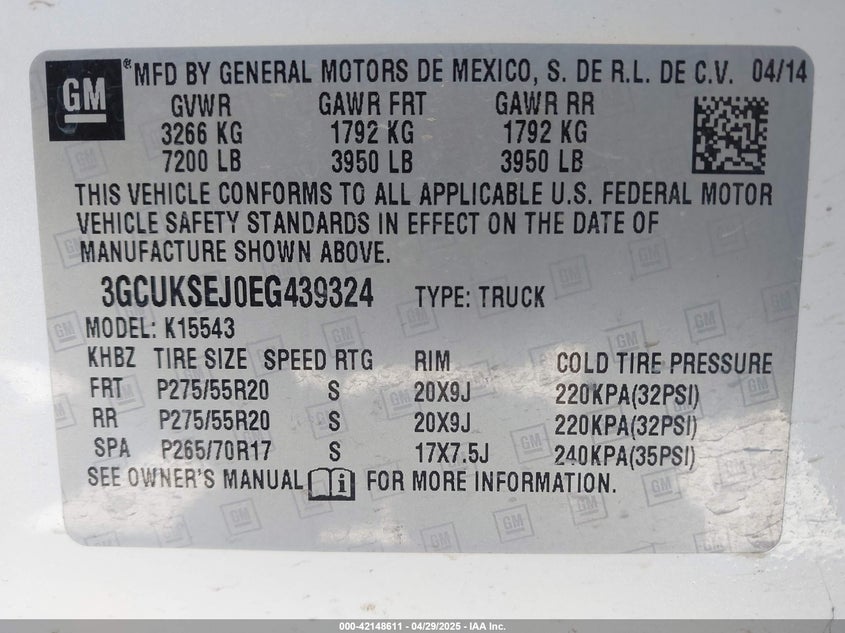 GM ®MFD BY GENERAL MOTORS DE MEXICO, S. DE R.L. DE C.V. 04/14
GVWR GAWR FRT GAWR RR
3266 KG 1792 KG 1792 KG
7200 LB 3950 LB 3950 LB
THIS VEHICLE CONFORMS TO ALL APPLICABLE U.S. FEDERAL MOTOR
VEHICLE SAFETY STANDARDS IN EFFECT ON THE DATE OF
MANUFACTURE SHOWN ABOVE.
3GCUKSEJ0EG439324 TYPE: TRUCK
MODEL: K15543
KHBZ TIRE SIZE SPEED RTG RIM COLD TIRE PRESSURE
FRT P275/55R20 S 20X9J 220KPA(32PSI)
RR P275/55R20 S 20X9J 220KPA(32PSI)
SPA P265/70R17 S 17X7.5J 240KPA(35PSI)
SEE OWNER'S MANUAL FOR MORE INFORMATION.
000-42148611 - 04/29/2025 - IAA Inc.